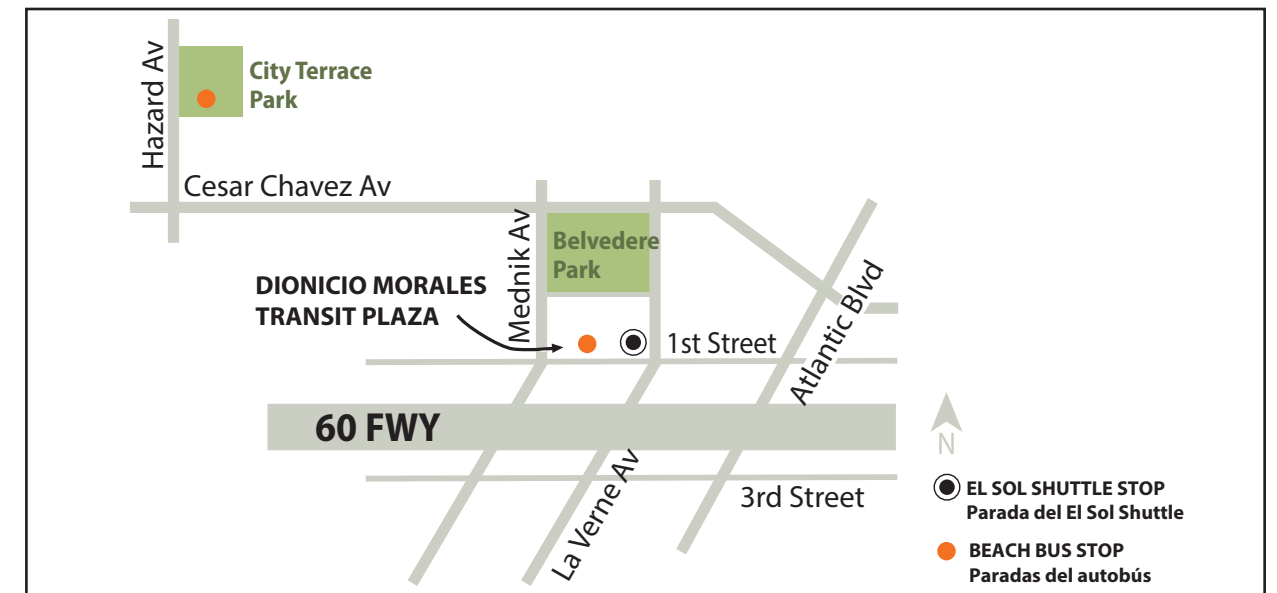 Hazard Av
City Terrace
Park
Cesar Chavez Av
Mednik Av
Belvedere
Park
DIONICIO MORALES
TRANSIT PLAZA
1st Street
Atlantic Blvd
60 FWY
N
La Verne Av
3rd Street
EL SOL SHUTTLE STOP
Parada del El Sol Shuttle
BEACH BUS STOP
Paradas del autobús